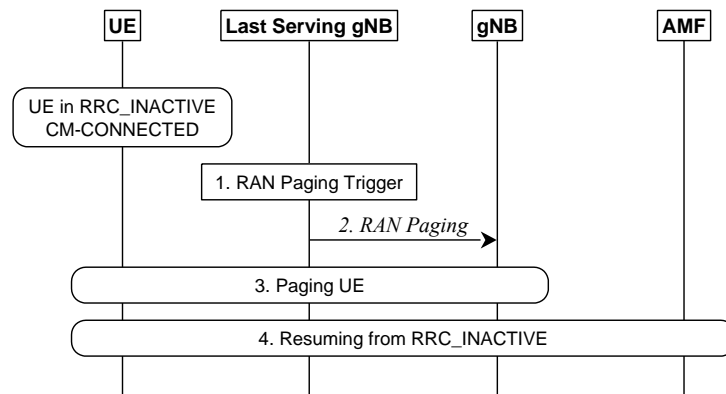 UE
Last Serving gNB
gNB
AMF
UE in RRC_INACTIVE
CM-CONNECTED
1. RAN Paging Trigger
2. RAN Paging
3. Paging UE
4. Resuming from RRC_INACTIVE